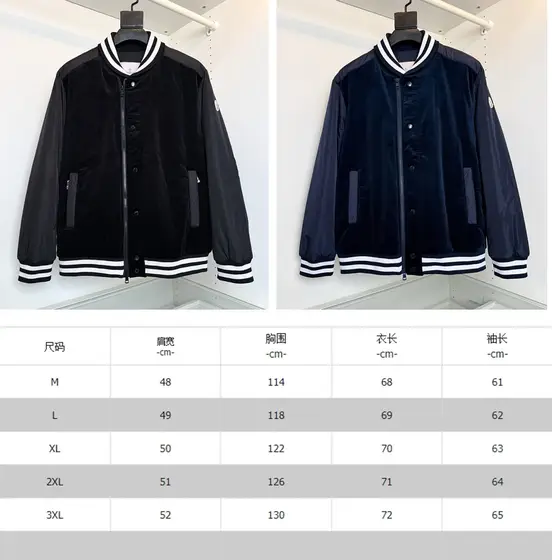 尺码 肩宽 胸围 衣长 袖长
-cm- -cm- -cm- -cm-
M 48 114 68 61
L 49 118 69 62
XL 50 122 70 63
2XL 51 126 71 64
3XL 52 130 72 65